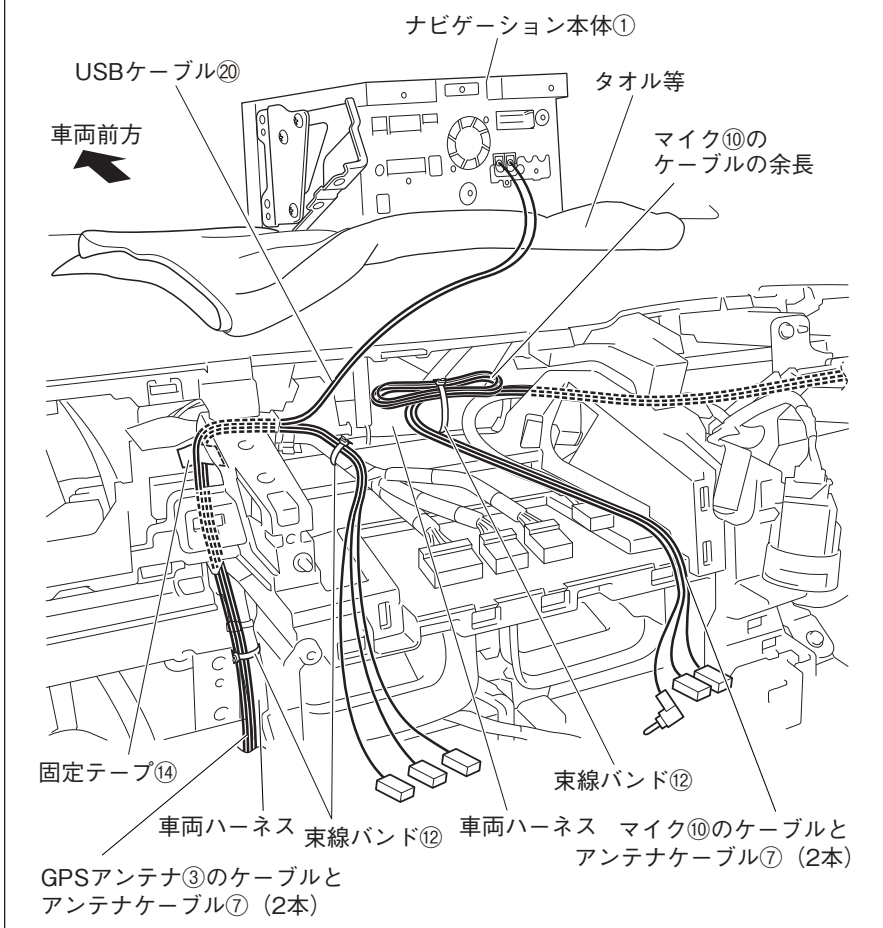 ナビゲーション本体①
USBケーブル⑳
タオル等
車両前方
マイク⑩の
ケーブルの余長
固定テープ⑭
束線バンド⑫
車両ハーネス
束線バンド⑫
車両ハーネス
マイク⑩のケーブルと
アンテナケーブル⑦（2本）
GPSアンテナ③のケーブルと
アンテナケーブル⑦（2本）